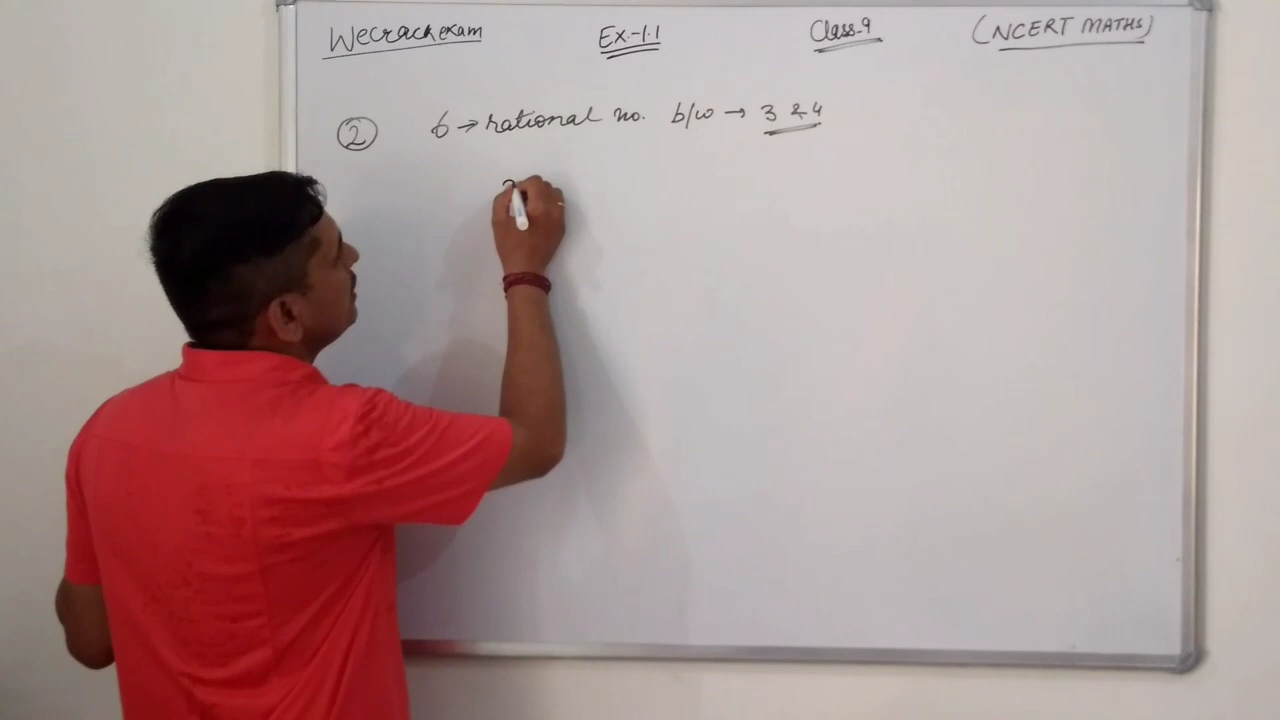 Wecrackexam Ex.-1.1 Class-9 (NCERT MATHS)
② 6 → rational no. b/w → 3 & 4